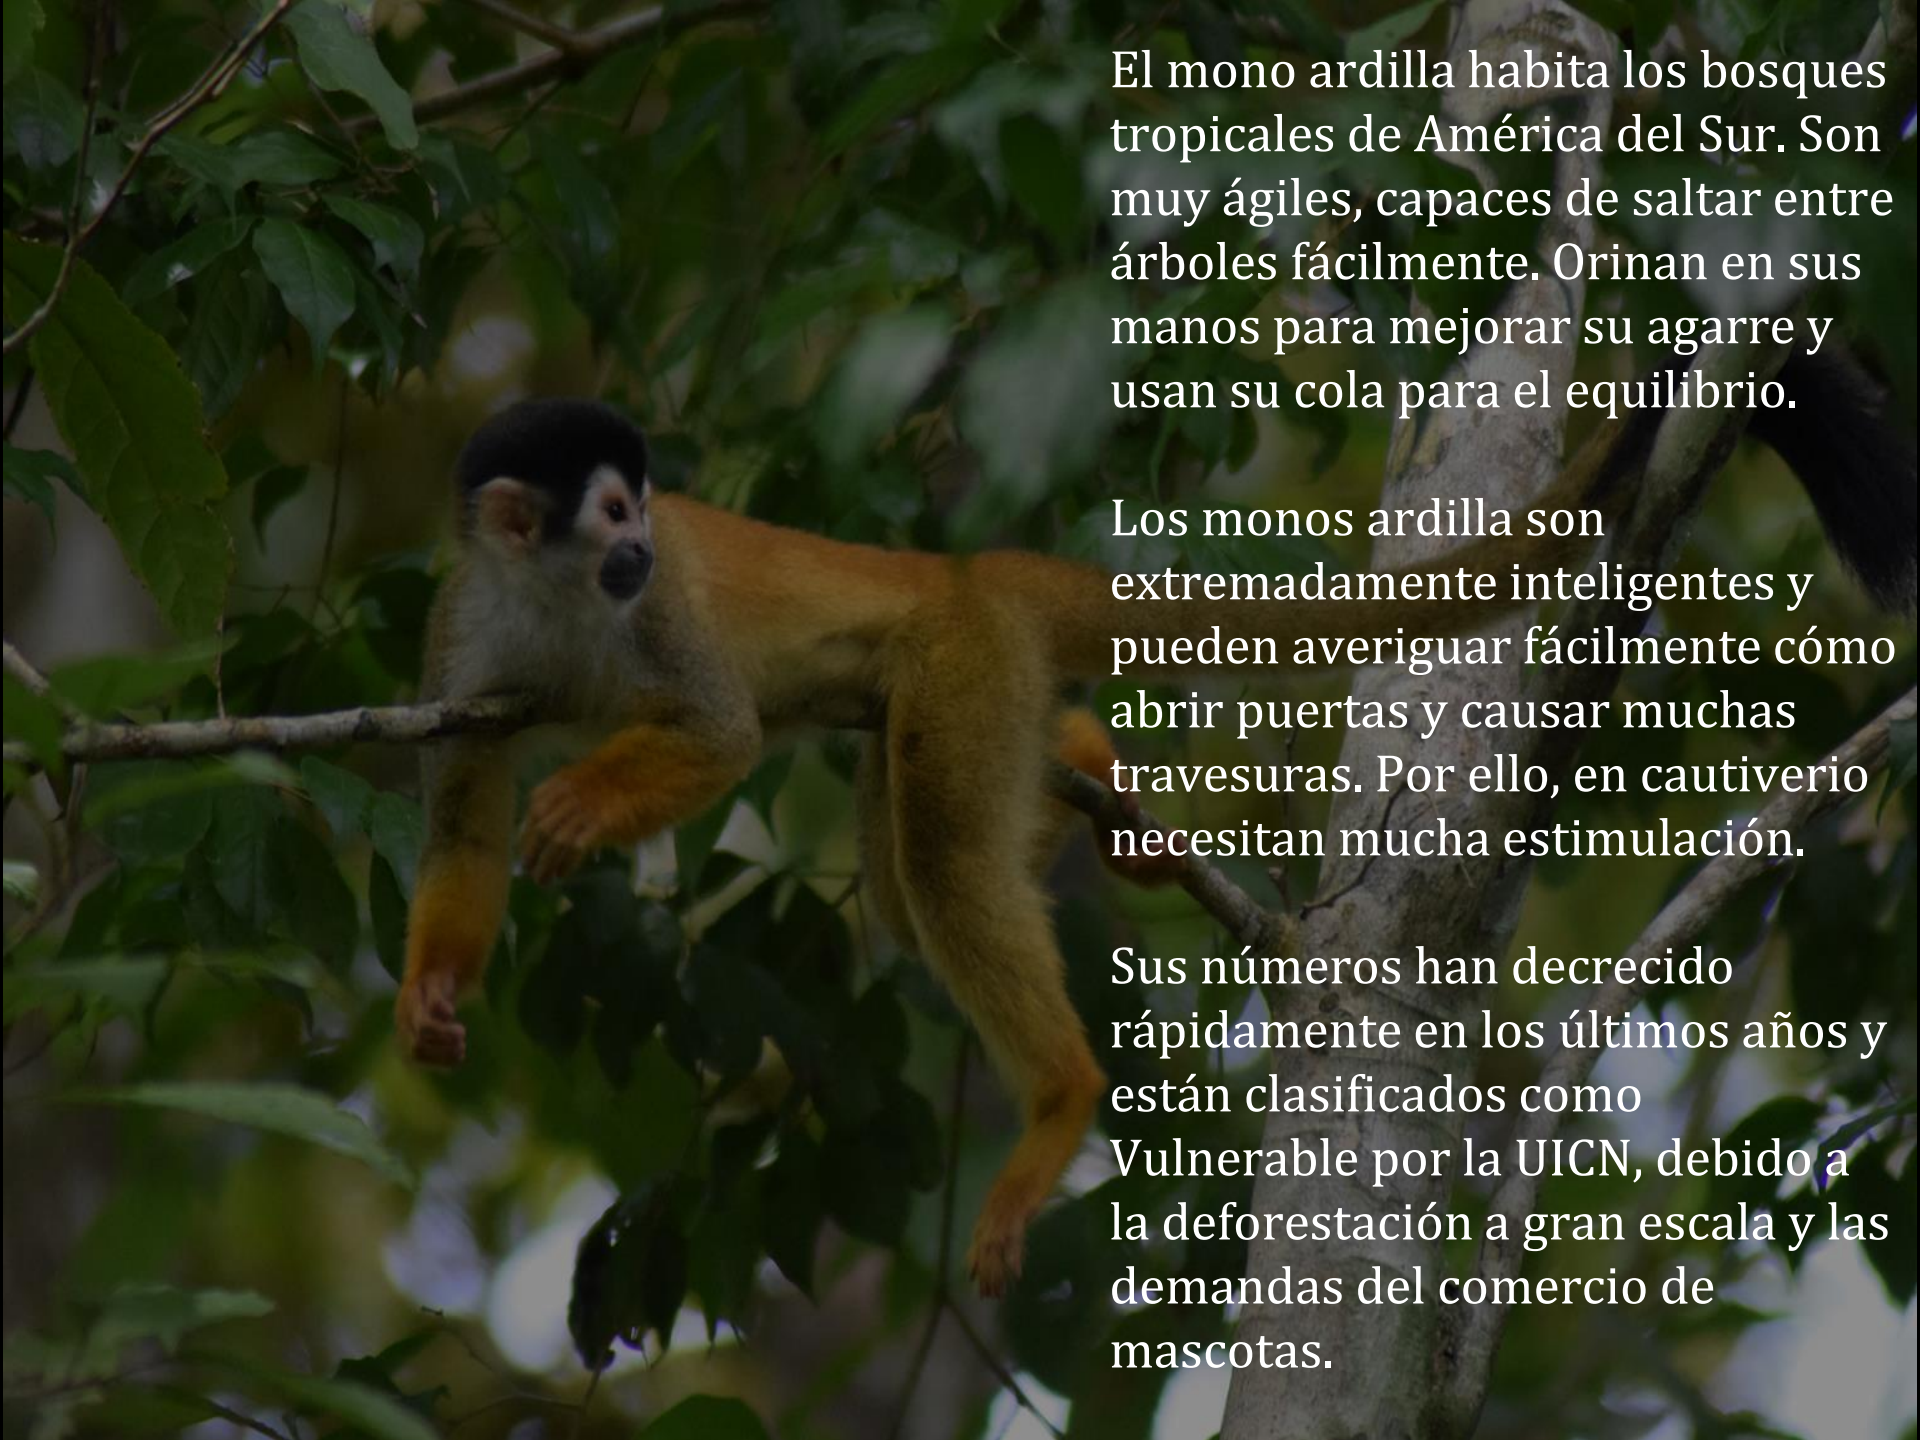 El mono ardilla habita los bosques
tropicales de América del Sur. Son
muy ágiles, capaces de saltar entre
árboles fácilmente. Orinan en sus
manos para mejorar su agarre y
usan su cola para el equilibrio.
Los monos ardilla son
extremadamente inteligentes y
pueden averiguar fácilmente cómo
abrir puertas y causar muchas
travesuras. Por ello, en cautiverio
necesitan mucha estimulación.
Sus números han decrecido
rápidamente en los últimos años y
están clasificados como
Vulnerable por la UICN, debido a
la deforestación a gran escala y las
demandas del comercio de
mascotas.